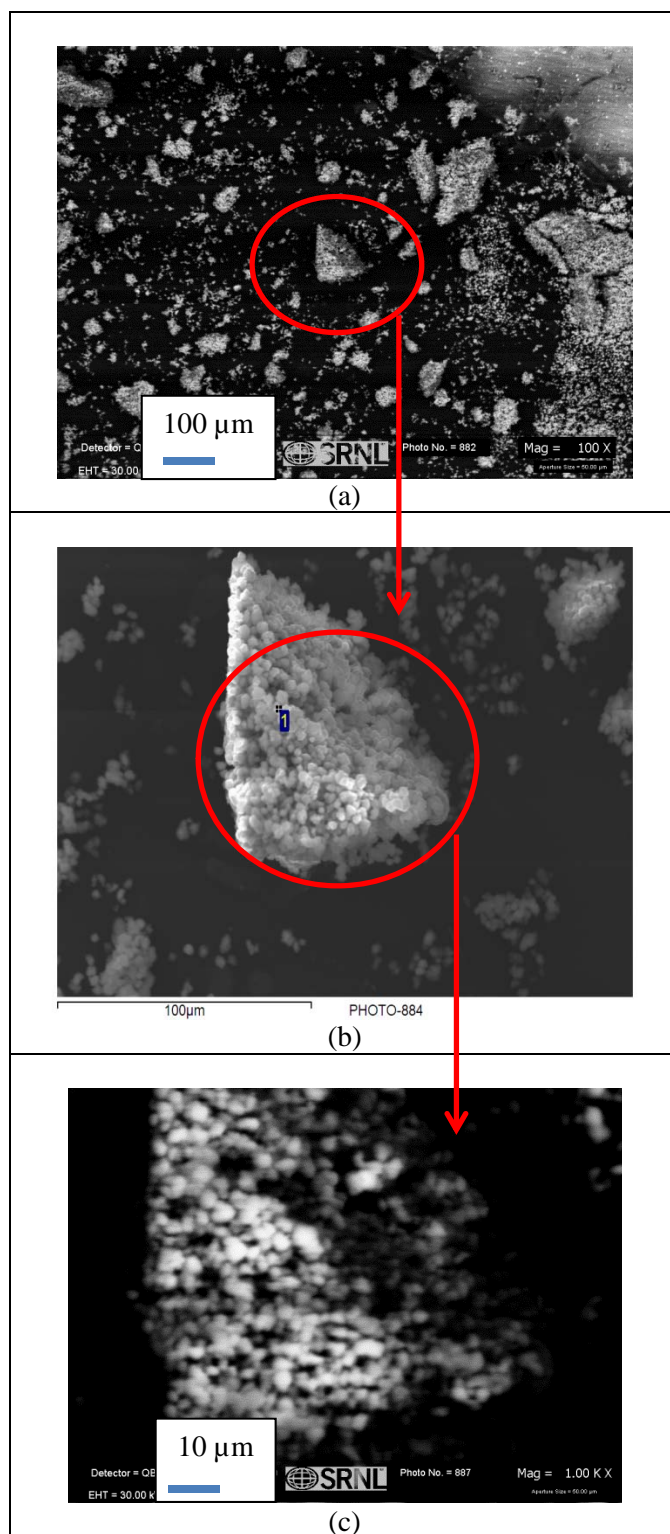 100 µm
Detector = Q
SRNL
Photo No. = 882
Mag = 100 X
EHT = 30.00
Aperture Size = 50.00 µm
(a)
1
100µm
PHOTO-884
(b)
10 µm
Detector = QB
SRNL
Photo No. = 887
Mag = 1.00 K X
EHT = 30.00 k
Aperture Size = 50.00 µm
(c)